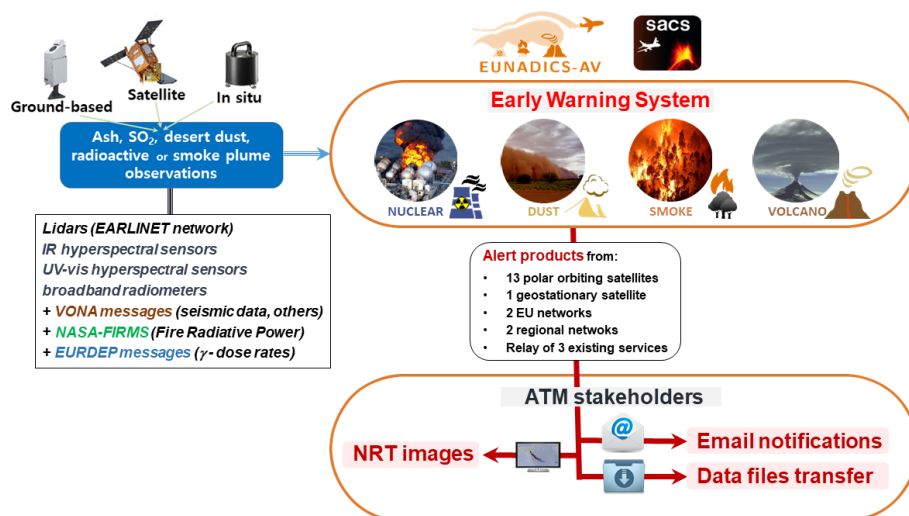 EUNADICS-AV
sacs
Ground-based
Satellite
In situ
Ash, SO₂, desert dust,
radioactive or smoke plume
observations
Early Warning System
NUCLEAR
DUST
SMOKE
VOLCANO
Lidars (EARLINET network)
IR hyperspectral sensors
UV-vis hyperspectral sensors
broadband radiometers
+ VONA messages (seismic data, others)
+ NASA-FIRMS (Fire Radiative Power)
+ EURDEP messages (γ- dose rates)
Alert products from:
• 13 polar orbiting satellites
• 1 geostationary satellite
• 2 EU networks
• 2 regional netwoks
• Relay of 3 existing services
ATM stakeholders
NRT images
@
Email notifications
Data files transfer